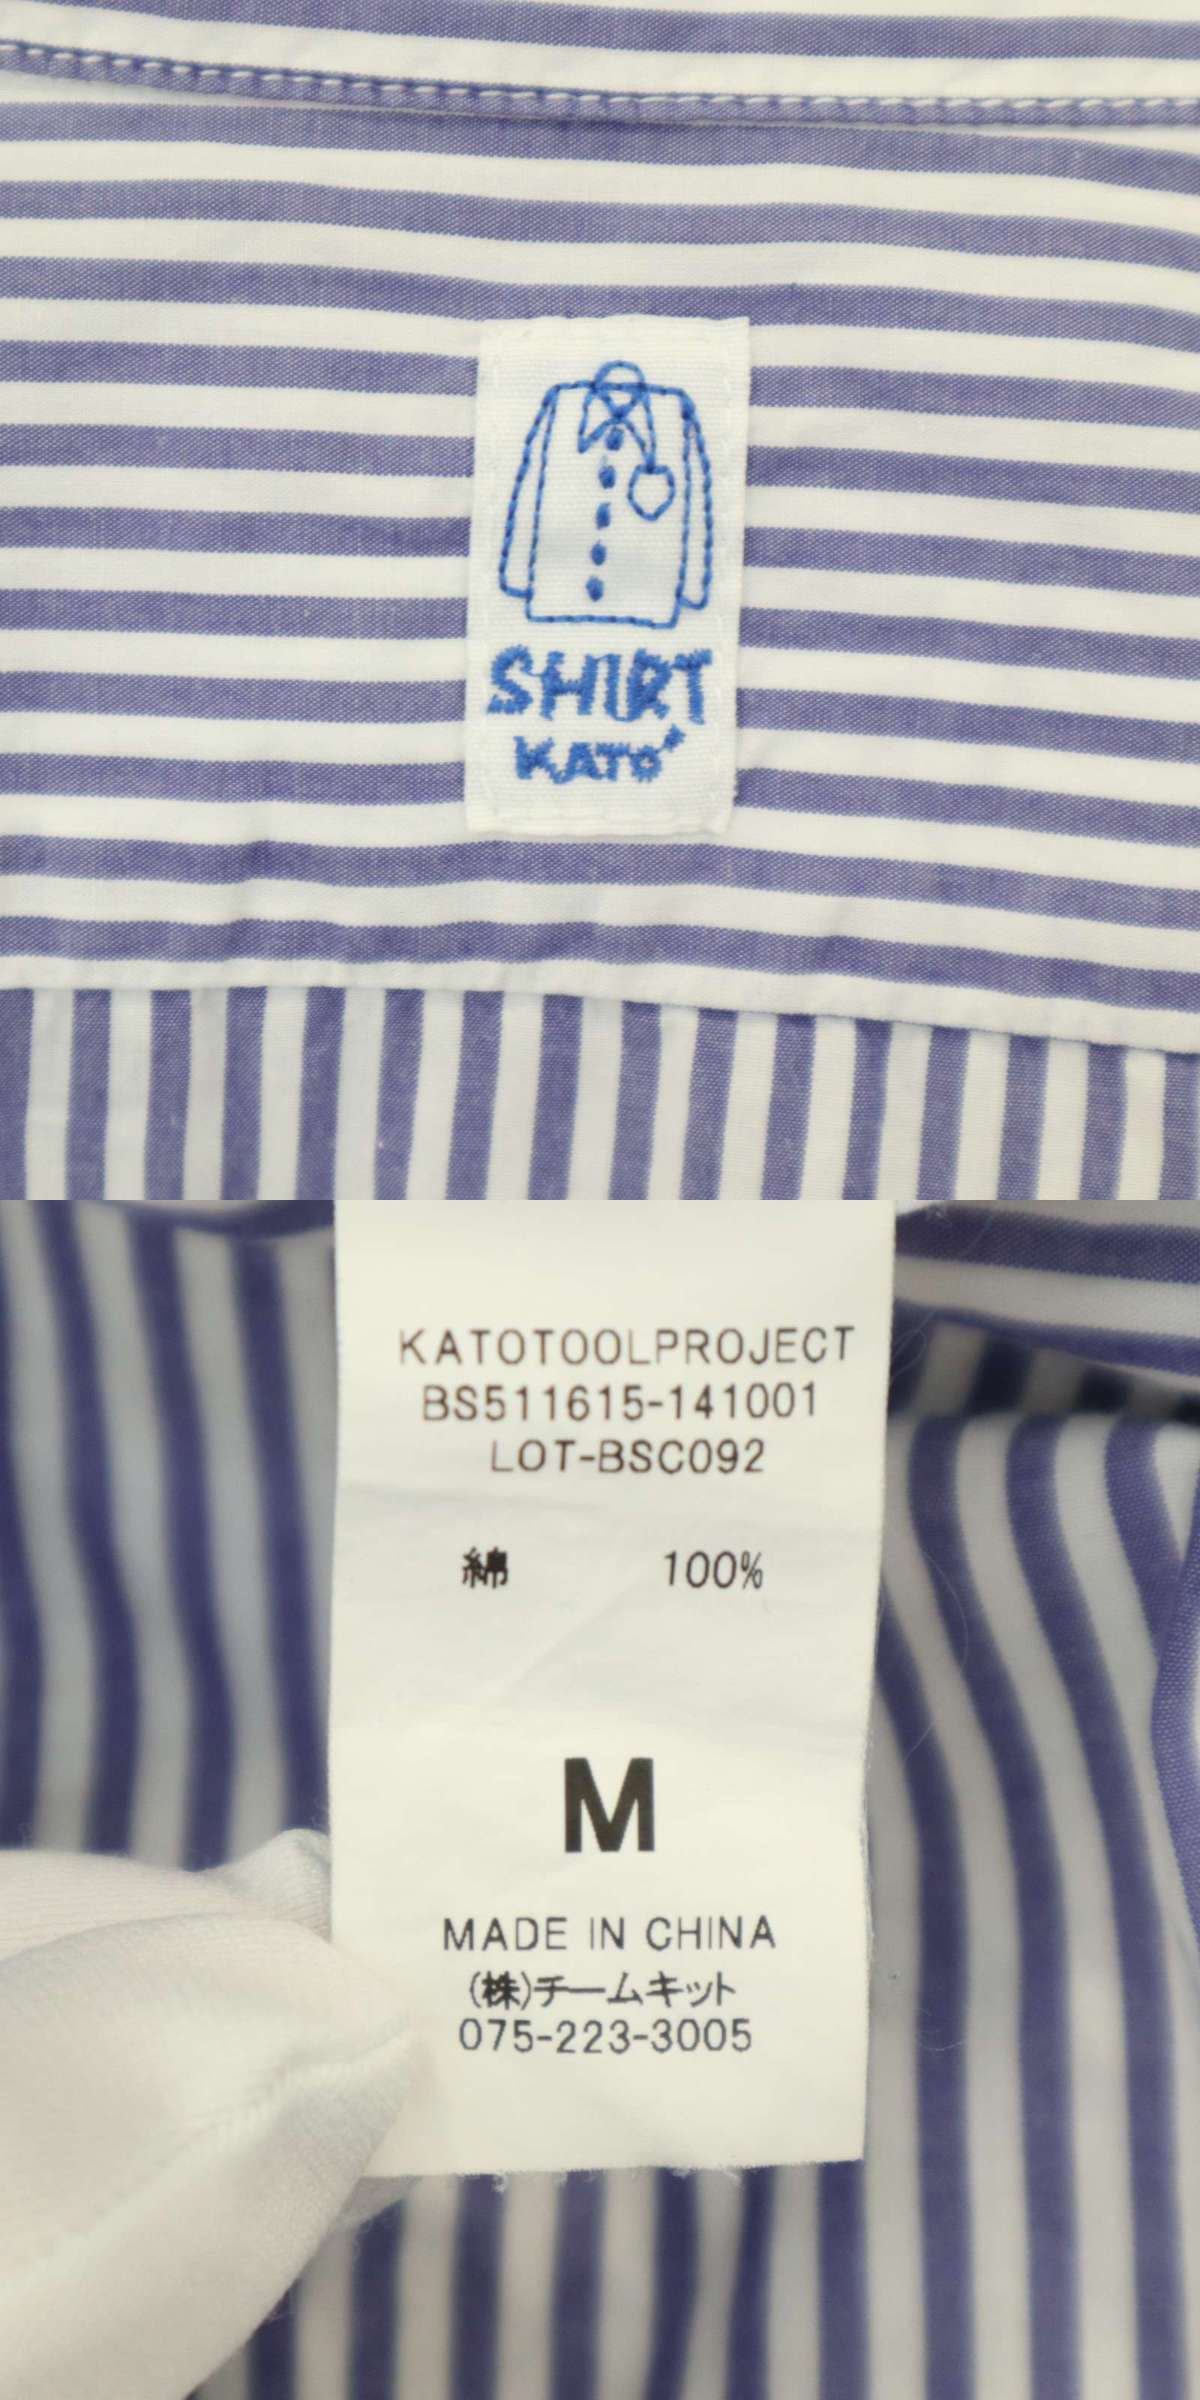 SHIRT
KATO'
KATOTOOLPROJECT
BS511615-141001
LOT-BSC092
綿 100%
M
MADE IN CHINA
(株)チームキット
075-223-3005